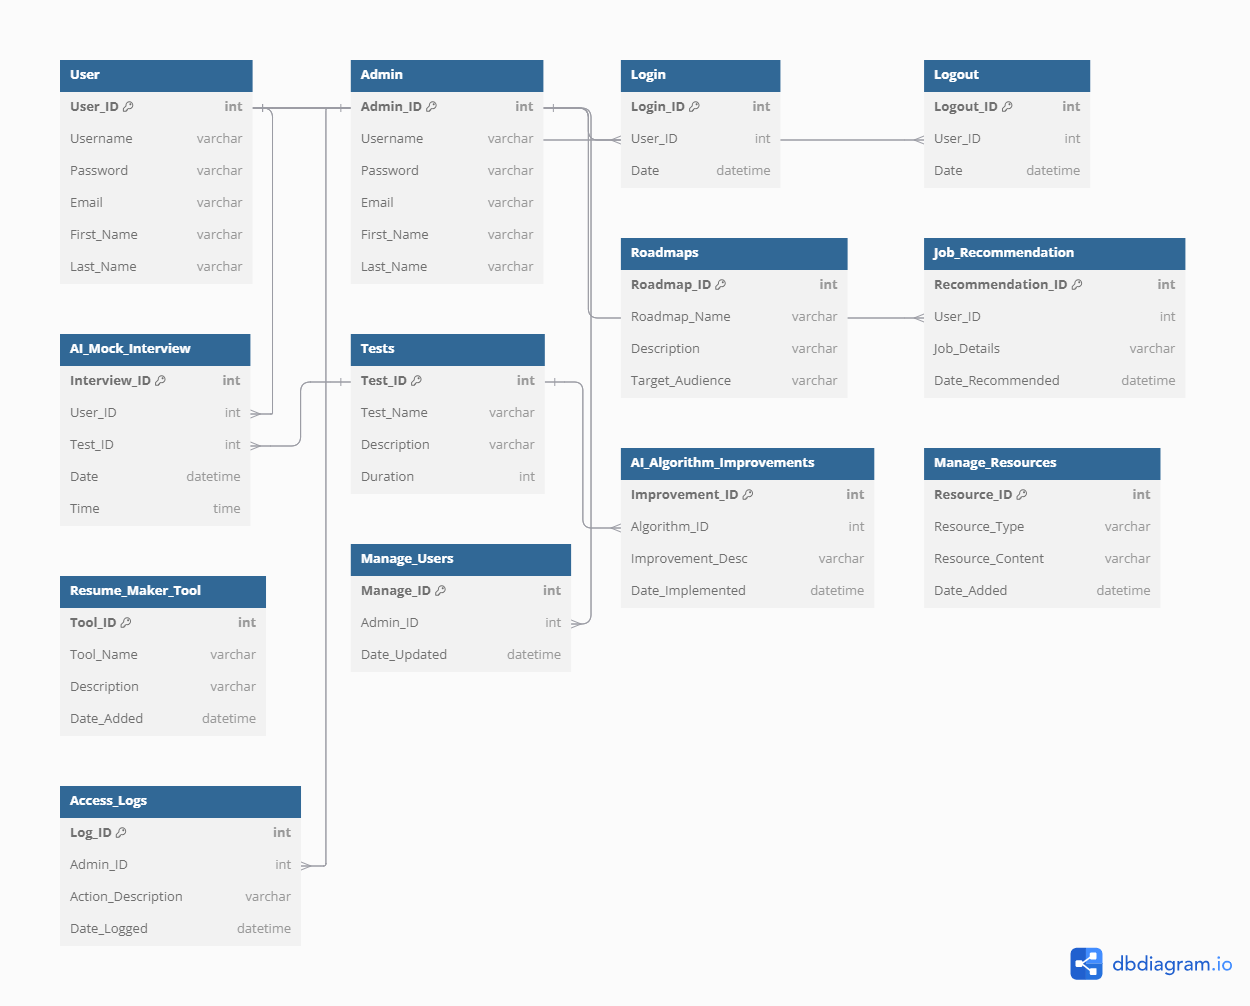 User
User_ID int
Username varchar
Password varchar
Email varchar
First_Name varchar
Last_Name varchar
Admin
Admin_ID int
Username varchar
Password varchar
Email varchar
First_Name varchar
Last_Name varchar
Login
Login_ID int
User_ID int
Date datetime
Logout
Logout_ID int
User_ID int
Date datetime
Roadmaps
Roadmap_ID int
Roadmap_Name varchar
Description varchar
Target_Audience varchar
Job_Recommendation
Recommendation_ID int
User_ID int
Job_Details varchar
Date_Recommended datetime
AI_Mock_Interview
Interview_ID int
User_ID int
Test_ID int
Date datetime
Time time
Tests
Test_ID int
Test_Name varchar
Description varchar
Duration int
AI_Algorithm_Improvements
Improvement_ID int
Algorithm_ID int
Improvement_Desc varchar
Date_Implemented datetime
Manage_Resources
Resource_ID int
Resource_Type varchar
Resource_Content varchar
Date_Added datetime
Manage_Users
Manage_ID int
Admin_ID int
Date_Updated datetime
Resume_Maker_Tool
Tool_ID int
Tool_Name varchar
Description varchar
Date_Added datetime
Access_Logs
Log_ID int
Admin_ID int
Action_Description varchar
Date_Logged datetime
dbdiagram.io